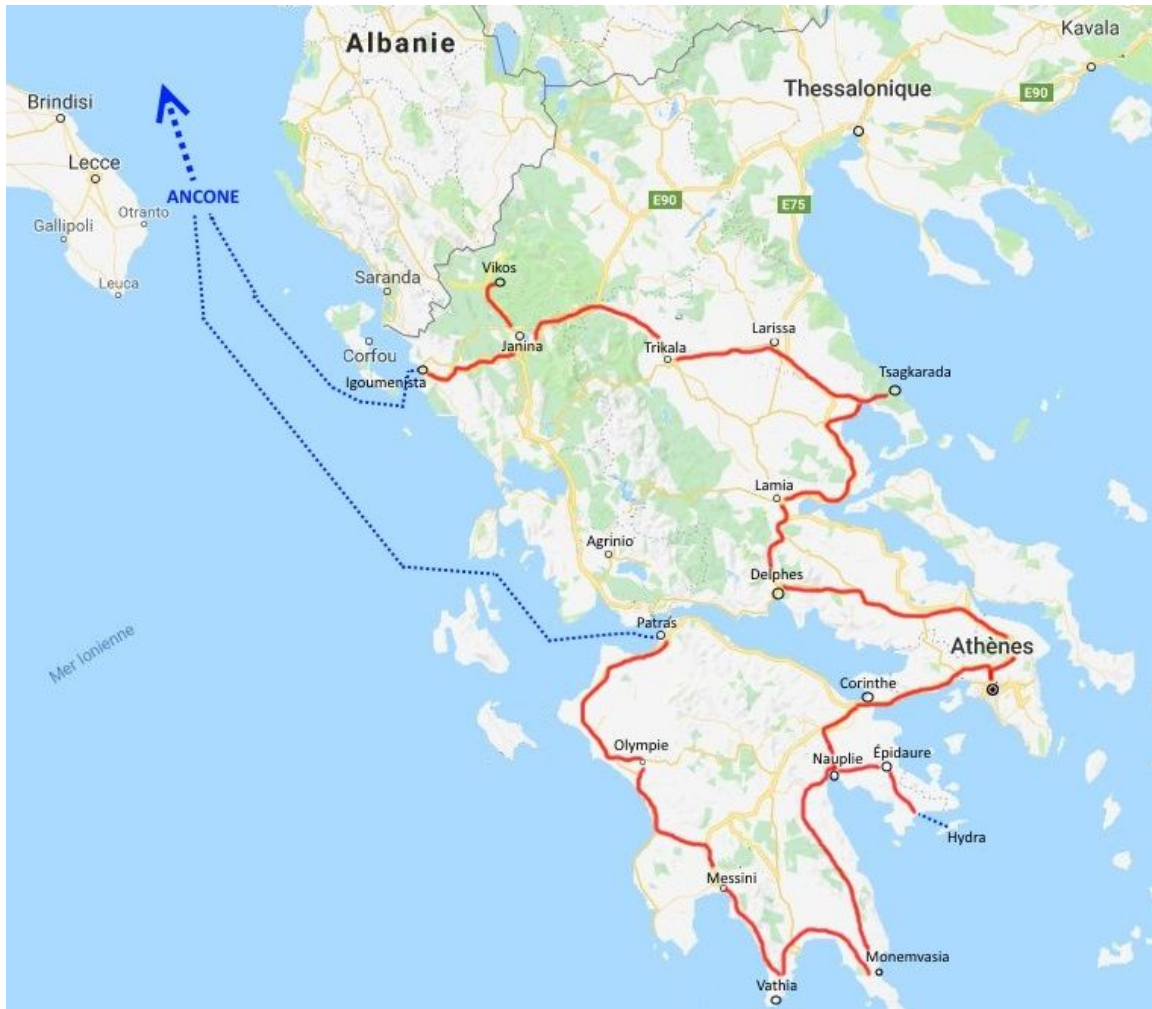 Albanie
Kavala
Thessalonique
E90
Brindisi
Lecce
ANCONE
E90
E75
Otranto
Gallipoli
Vikos
Saranda
Leuca
Larissa
Janina
Trikala
Corfou
Igoumenista
Tsagkarada
Lamia
Agrinio
Delphes
Patras
Mer Ionienne
Athènes
Corinthe
Olympie
Nauplie
Épidaure
Hydra
Messini
Monemvasia
Vathia